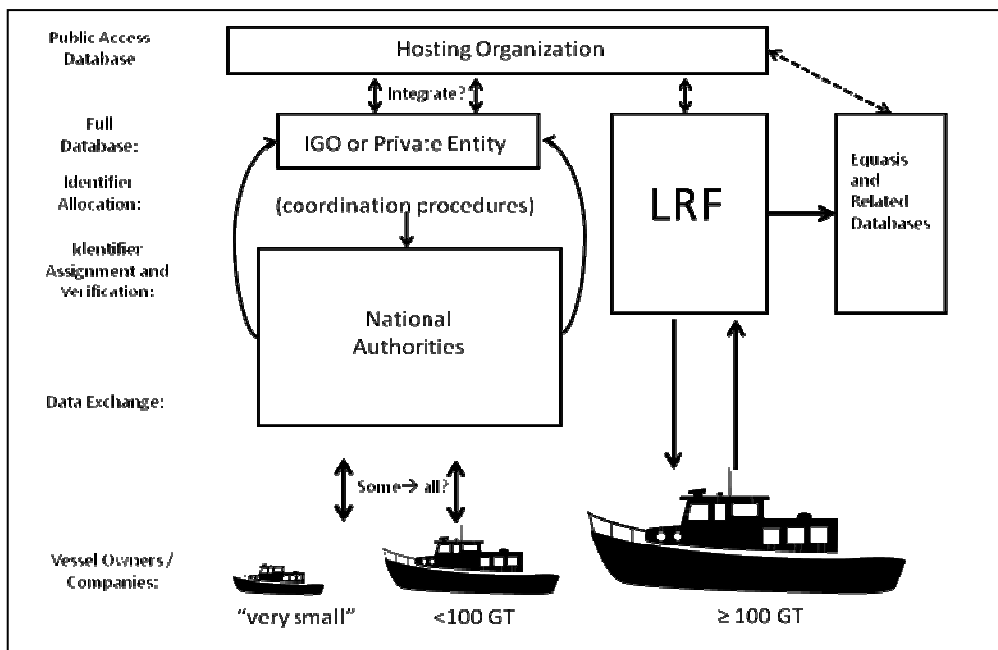 Public Access
Database
Hosting Organization
Integrate?
Full
Database:
IGO or Private Entity
LRF
Equasis
and
Related
Databases
Identifier
Allocation:
(coordination procedures)
Identifier
Assignment and
Verification:
National
Authorities
Data Exchange:
Some→ all?
Vessel Owners /
Companies:
“very small”
<100 GT
≥ 100 GT